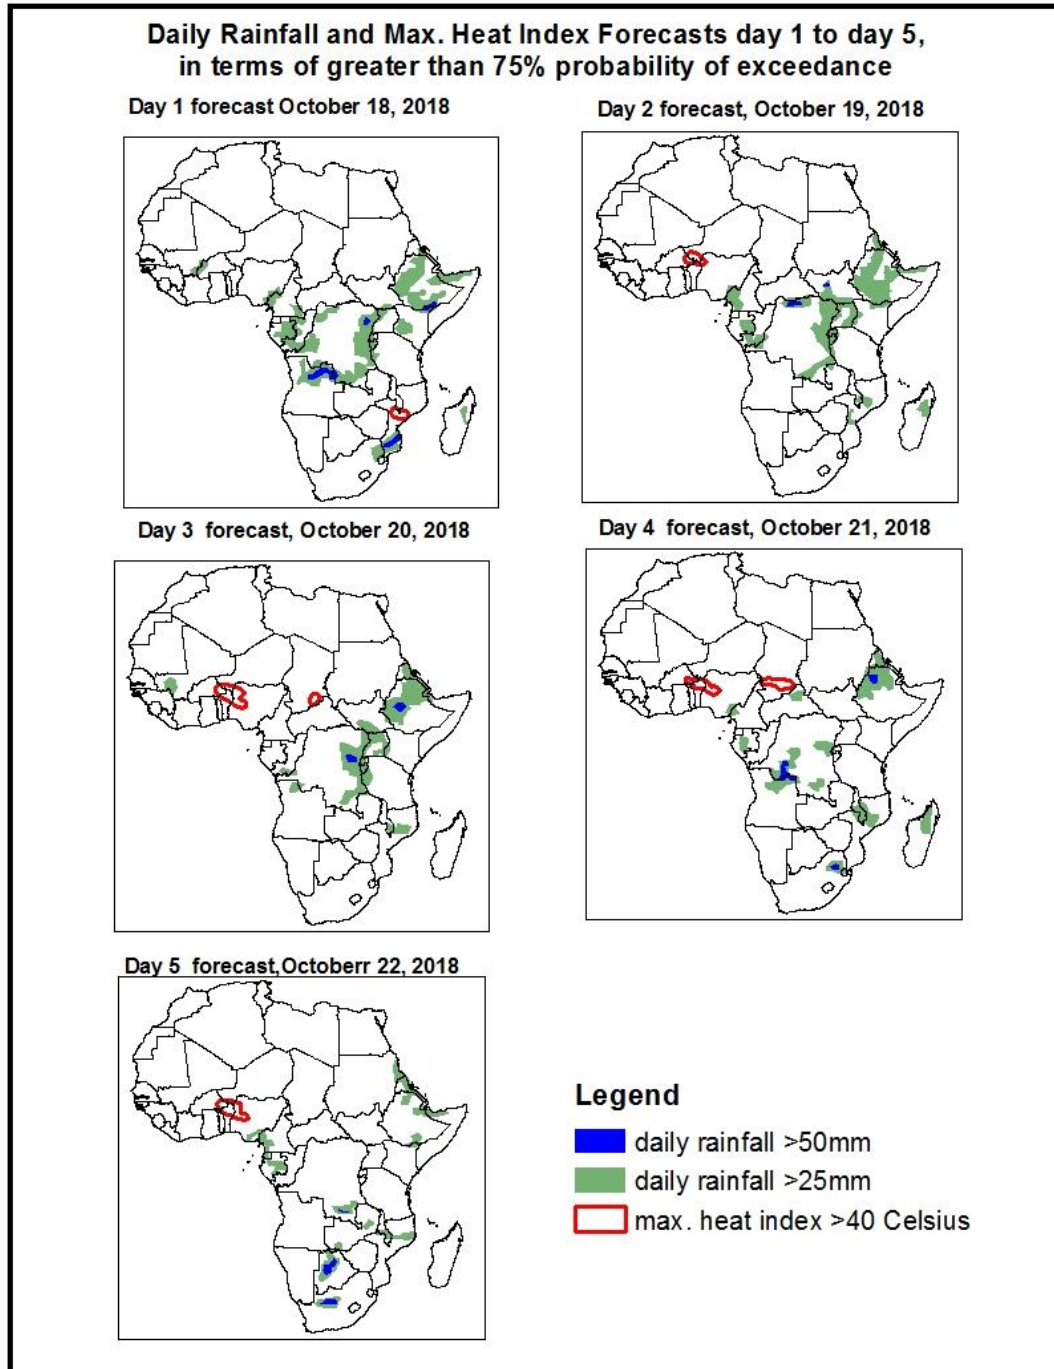 Daily Rainfall and Max. Heat Index Forecasts day 1 to day 5,
in terms of greater than 75% probability of exceedance
Day 1 forecast October 18, 2018
Day 2 forecast, October 19, 2018
Day 3 forecast, October 20, 2018
Day 4 forecast, October 21, 2018
Day 5 forecast,Octoberr 22, 2018
Legend
daily rainfall >50mm
daily rainfall >25mm
max. heat index >40 Celsius